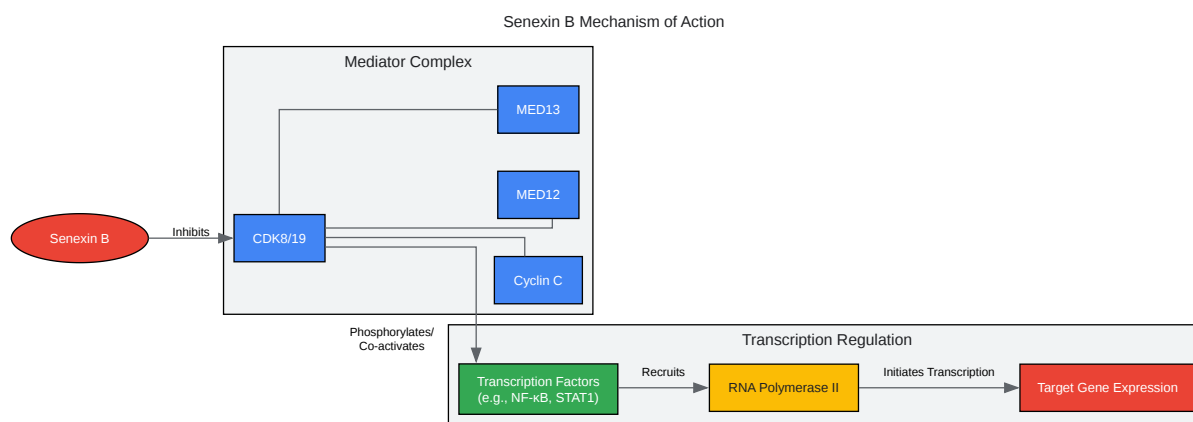 Senexin B Mechanism of Action
Mediator Complex
MED13
MED12
Senexin B
Inhibits
CDK8/19
Cyclin C
Phosphorylates/
Co-activates
Transcription Regulation
Transcription Factors
(e.g., NF-κB, STAT1)
Recruits
RNA Polymerase II
Initiates Transcription
Target Gene Expression